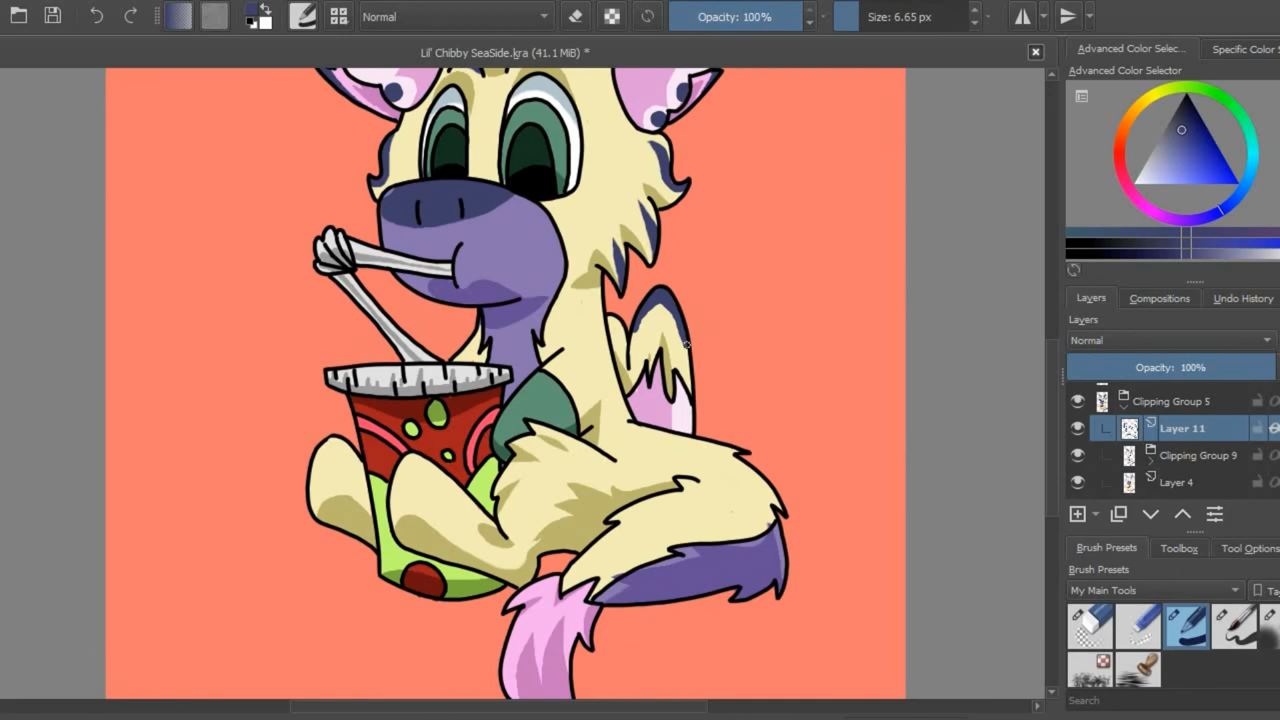 Normal
Opacity: 100%
Size: 6.65 px
Lil' Chibby SeaSide.kra (41.1 MiB) *
Advanced Color Selec...
Specific Color S
Advanced Color Selector
Layers
Compositions
Undo History
Layers
Normal
Opacity: 100%
Clipping Group 5
Layer 11
Clipping Group 9
Layer 4
Brush Presets
Toolbox
Tool Options
Brush Presets
My Main Tools
Tag
Search